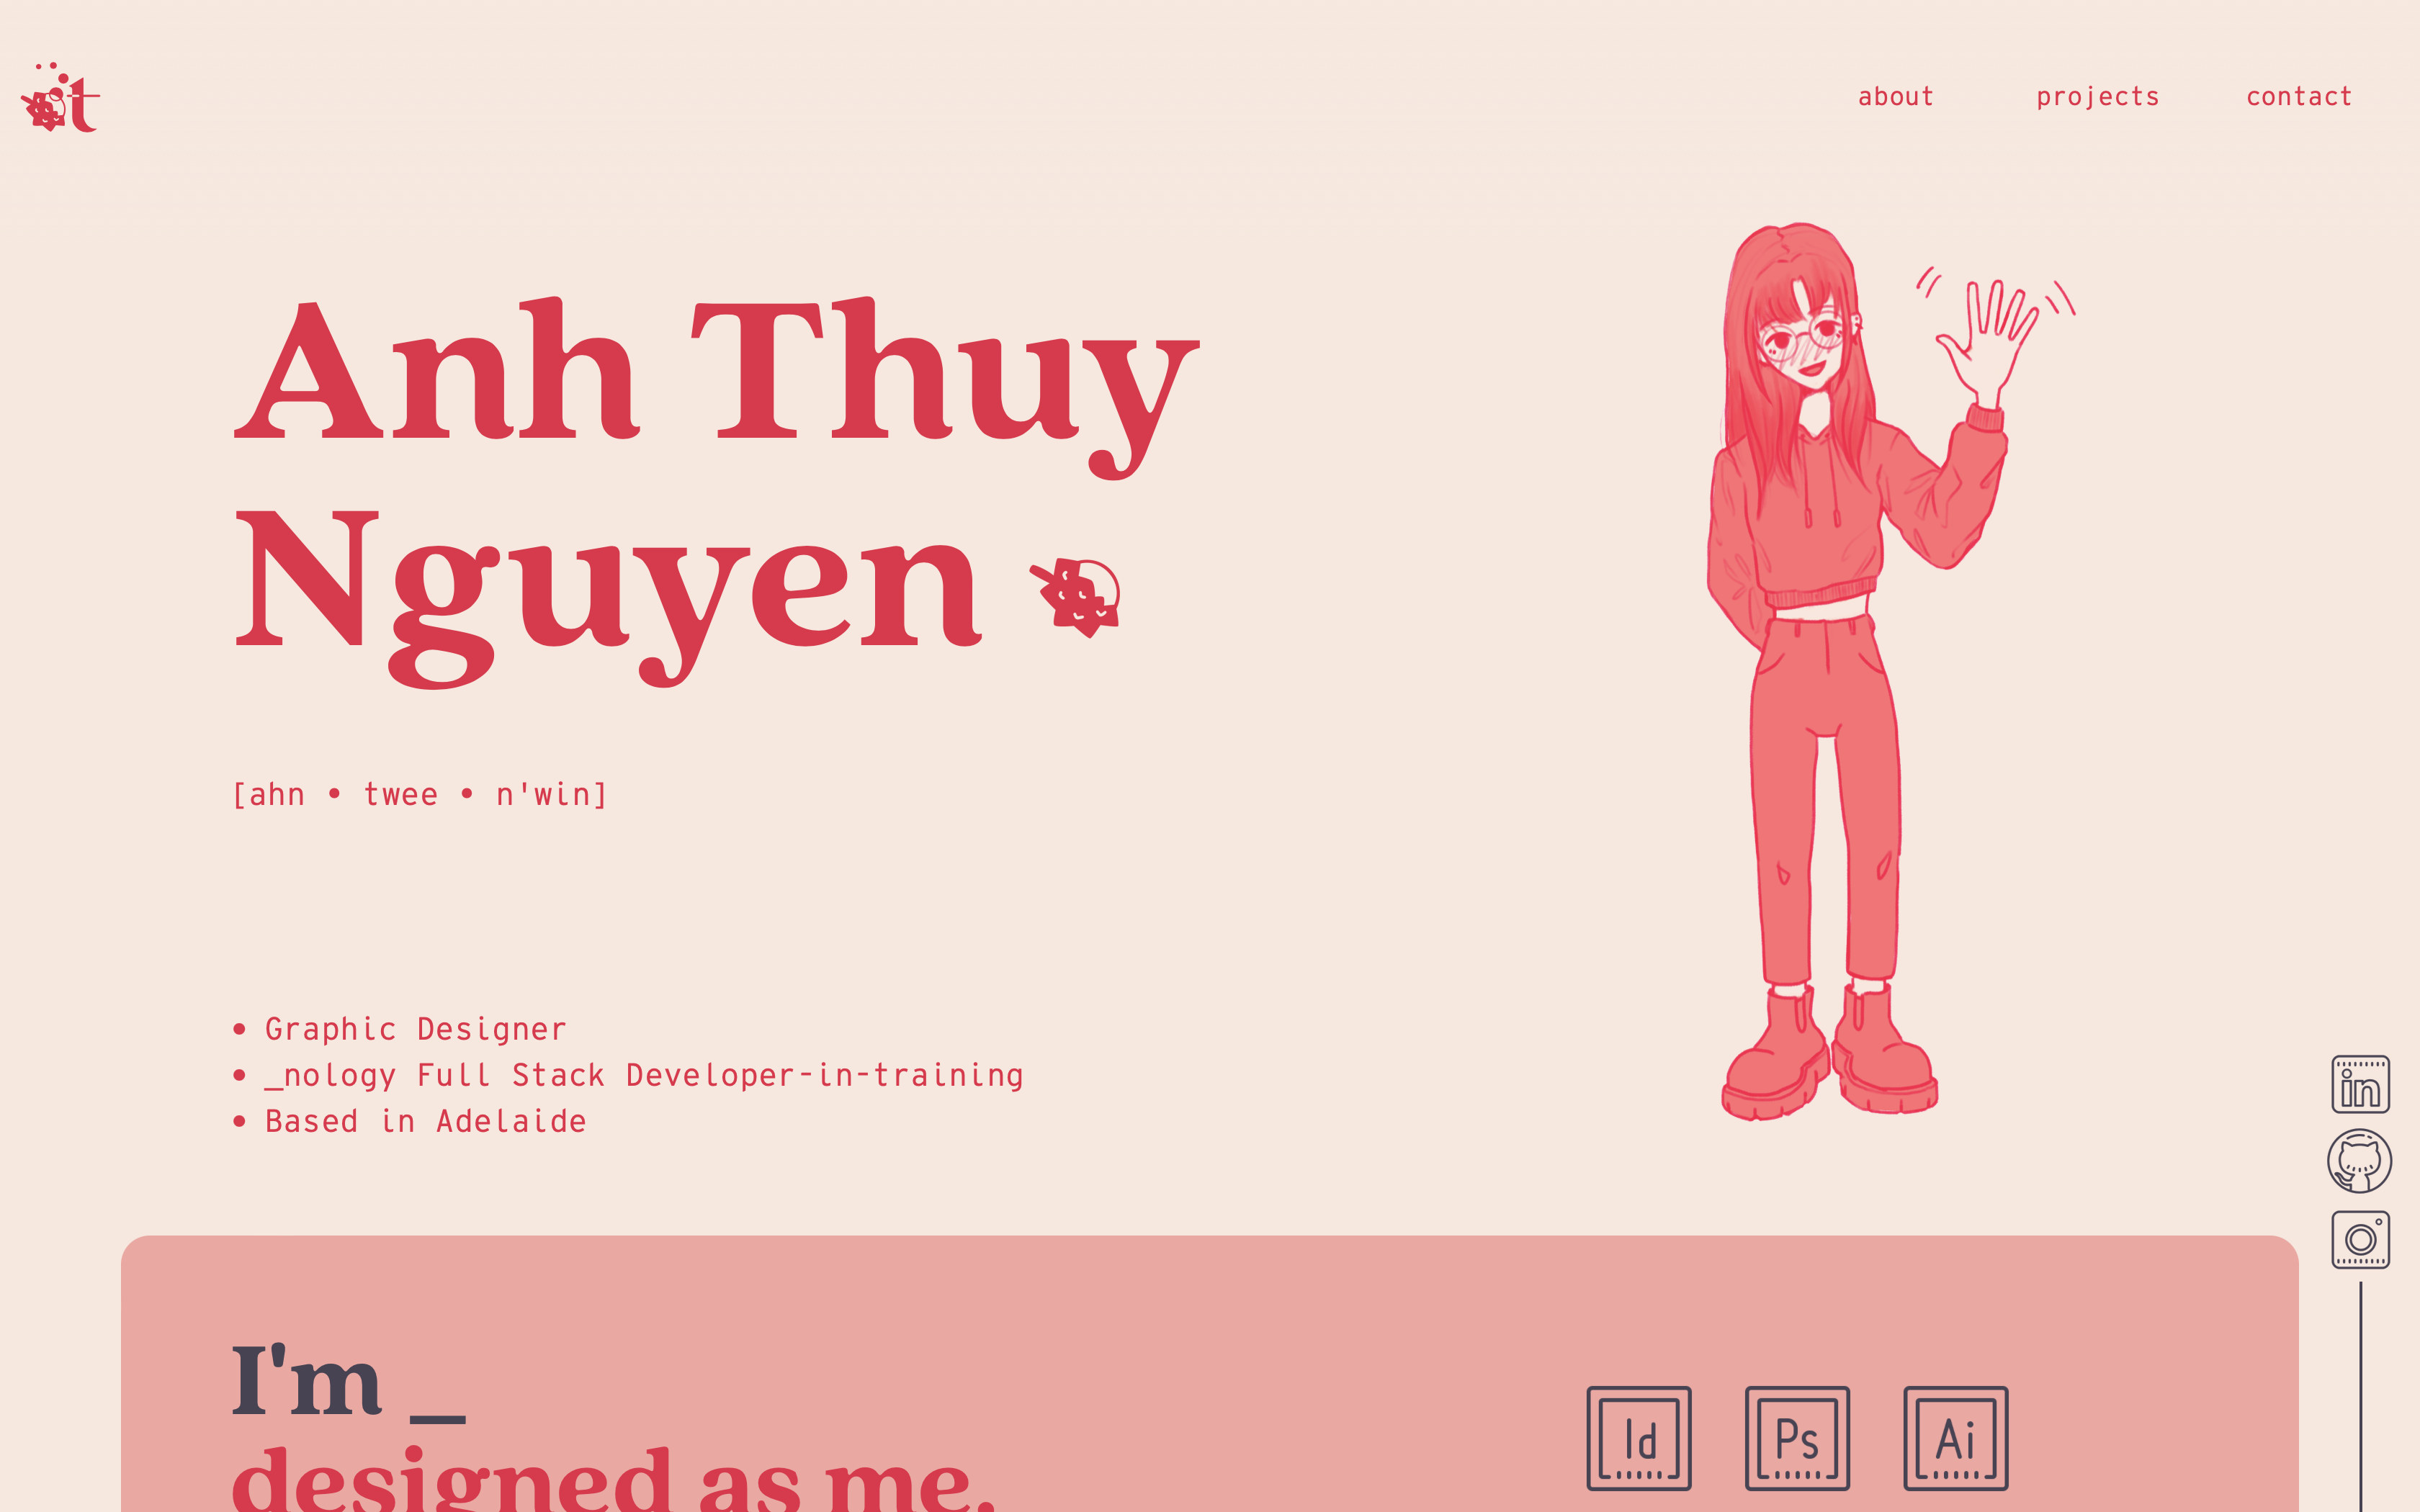 t
about projects contact
Anh Thuy
Nguyen
[ahn • twee • n'win]
• Graphic Designer
• _nology Full Stack Developer-in-training
• Based in Adelaide
in
I'm _
Id Ps Ai
designed as me.